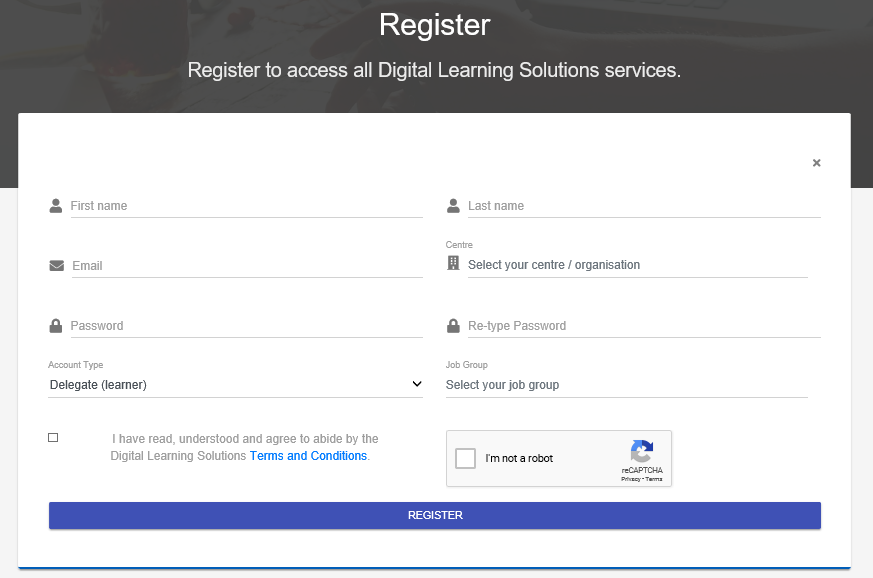 Register
Register to access all Digital Learning Solutions services.
×
First name
Last name
Centre
Email
Select your centre / organisation
Password
Re-type Password
Account Type
Job Group
Delegate (learner)
Select your job group
I have read, understood and agree to abide by the
Digital Learning Solutions Terms and Conditions.
I'm not a robot
reCAPTCHA
Privacy - Terms
REGISTER